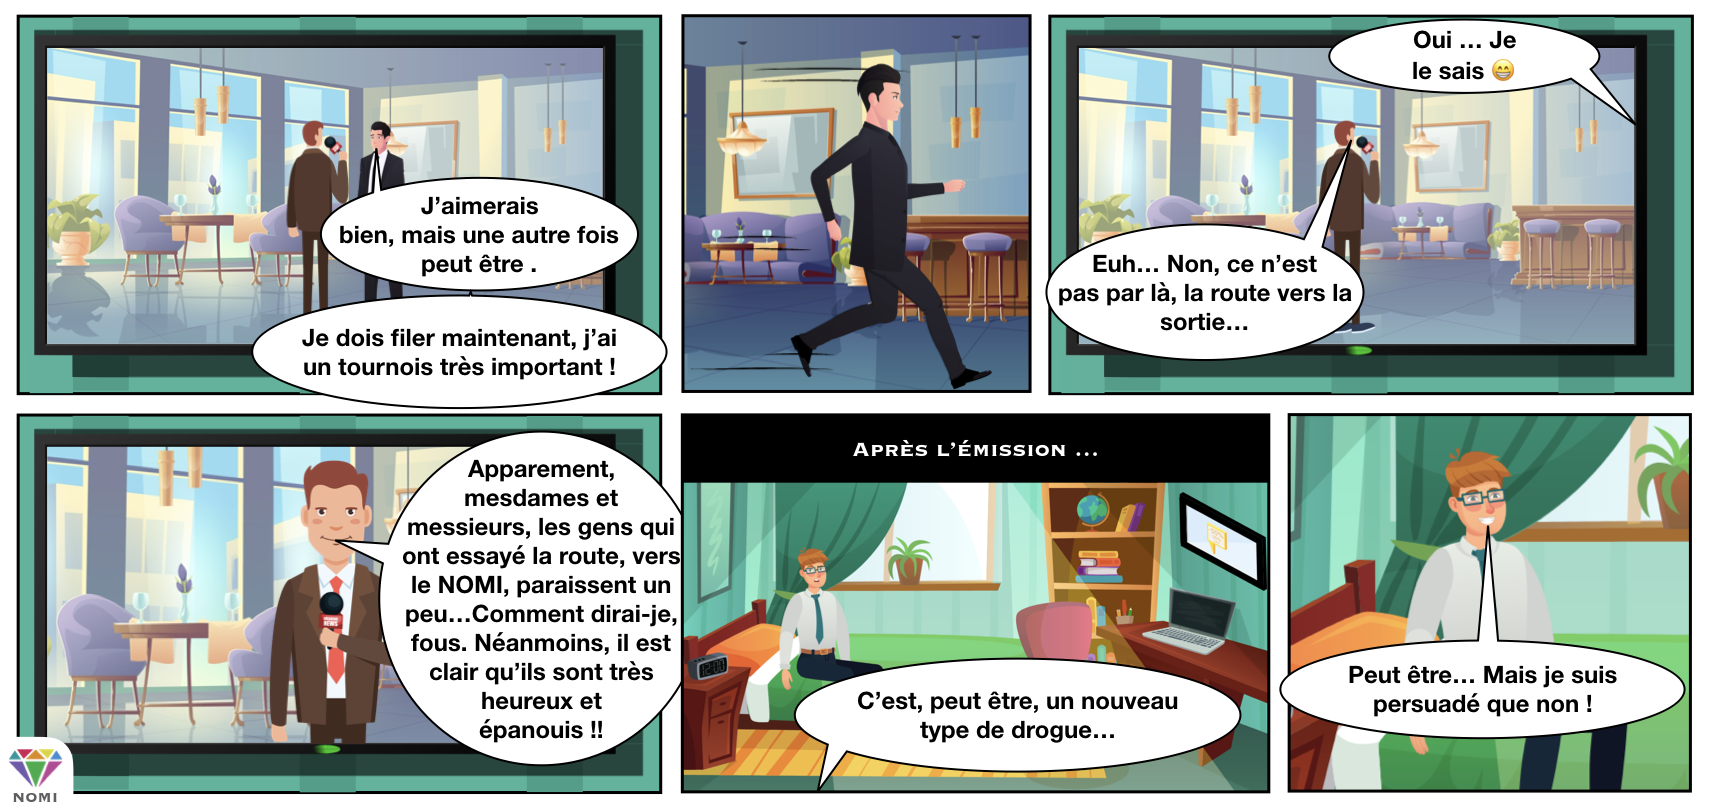 J’aimerais
bien, mais une autre fois
peut être .
Je dois filer maintenant, j’ai
un tournois très important !
Oui ... Je
le sais 😁
Euh... Non, ce n’est
pas par là, la route vers la
sortie...
Apparement,
mesdames et
messieurs, les gens qui
ont essayé la route, vers
le NOMI, paraissent un
peu...Comment dirai-je,
fous. Néanmoins, il est
clair qu’ils sont très
heureux et
épanouis !!
NEWS
NOMI
Après l’émission ...
12:00
C’est, peut être, un nouveau
type de drogue...
Peut être... Mais je suis
persuadé que non !